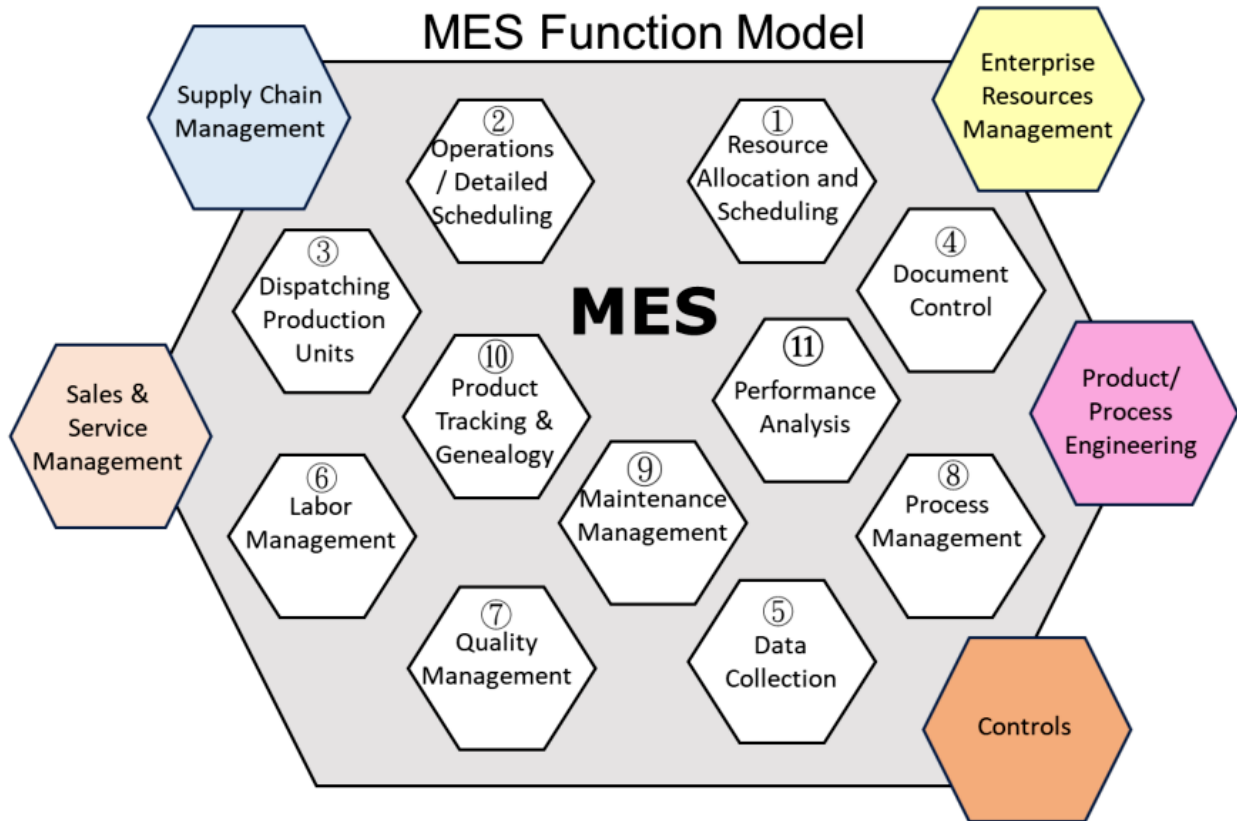 MES Function Model
Supply Chain
Management
Enterprise
Resources
Management
②
Operations
/ Detailed
Scheduling
①
Resource
Allocation and
Scheduling
③
Dispatching
Production
Units
④
Document
Control
MES
⑩
Product
Tracking &
Genealogy
⑪
Performance
Analysis
Sales &
Service
Management
Product/
Process
Engineering
⑥
Labor
Management
⑨
Maintenance
Management
⑧
Process
Management
⑦
Quality
Management
⑤
Data
Collection
Controls